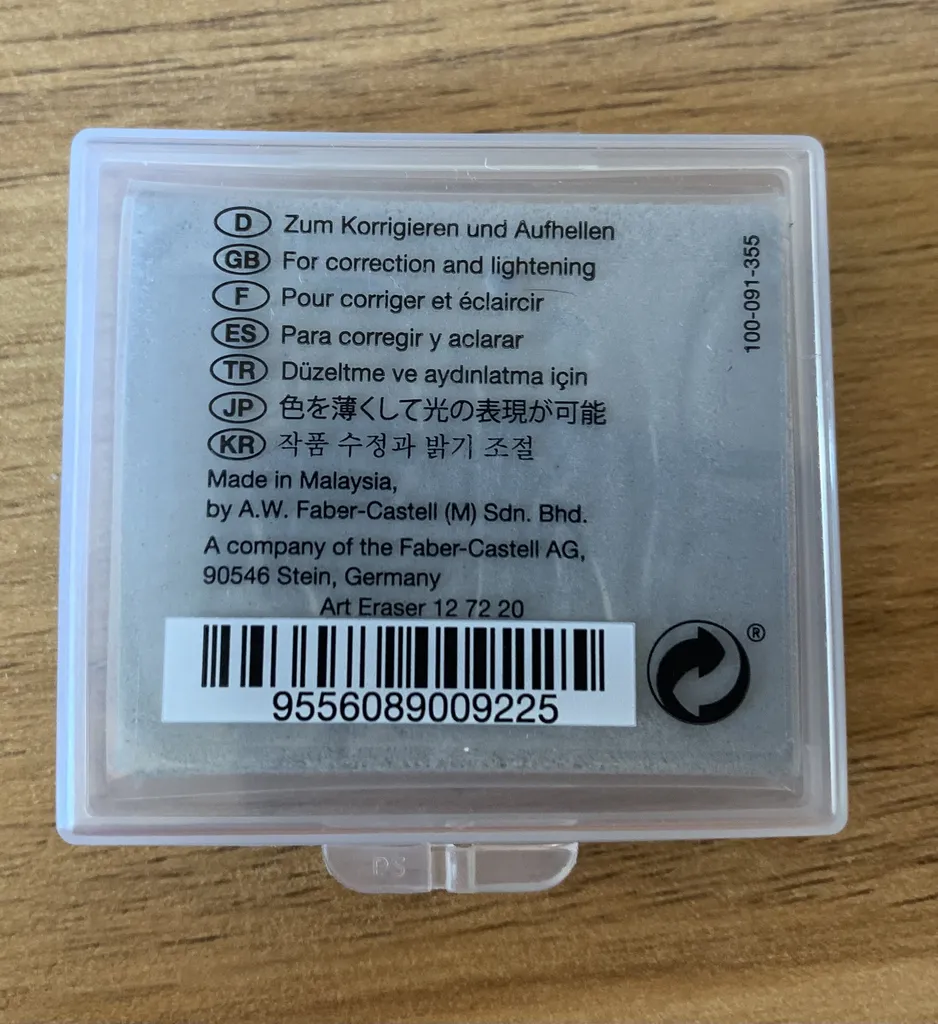 D Zum Korrigieren und Aufhellen
GB For correction and lightening
F Pour corriger et éclaircir
ES Para corregir y aclarar
TR Düzeltme ve aydınlatma için
JP 色を薄くして光の表現が可能
KR 작품 수정과 밝기 조절
Made in Malaysia,
by A.W. Faber-Castell (M) Sdn. Bhd.
A company of the Faber-Castell AG,
90546 Stein, Germany
Art Eraser 12 72 20
9556089009225
®
100-091-355
PS